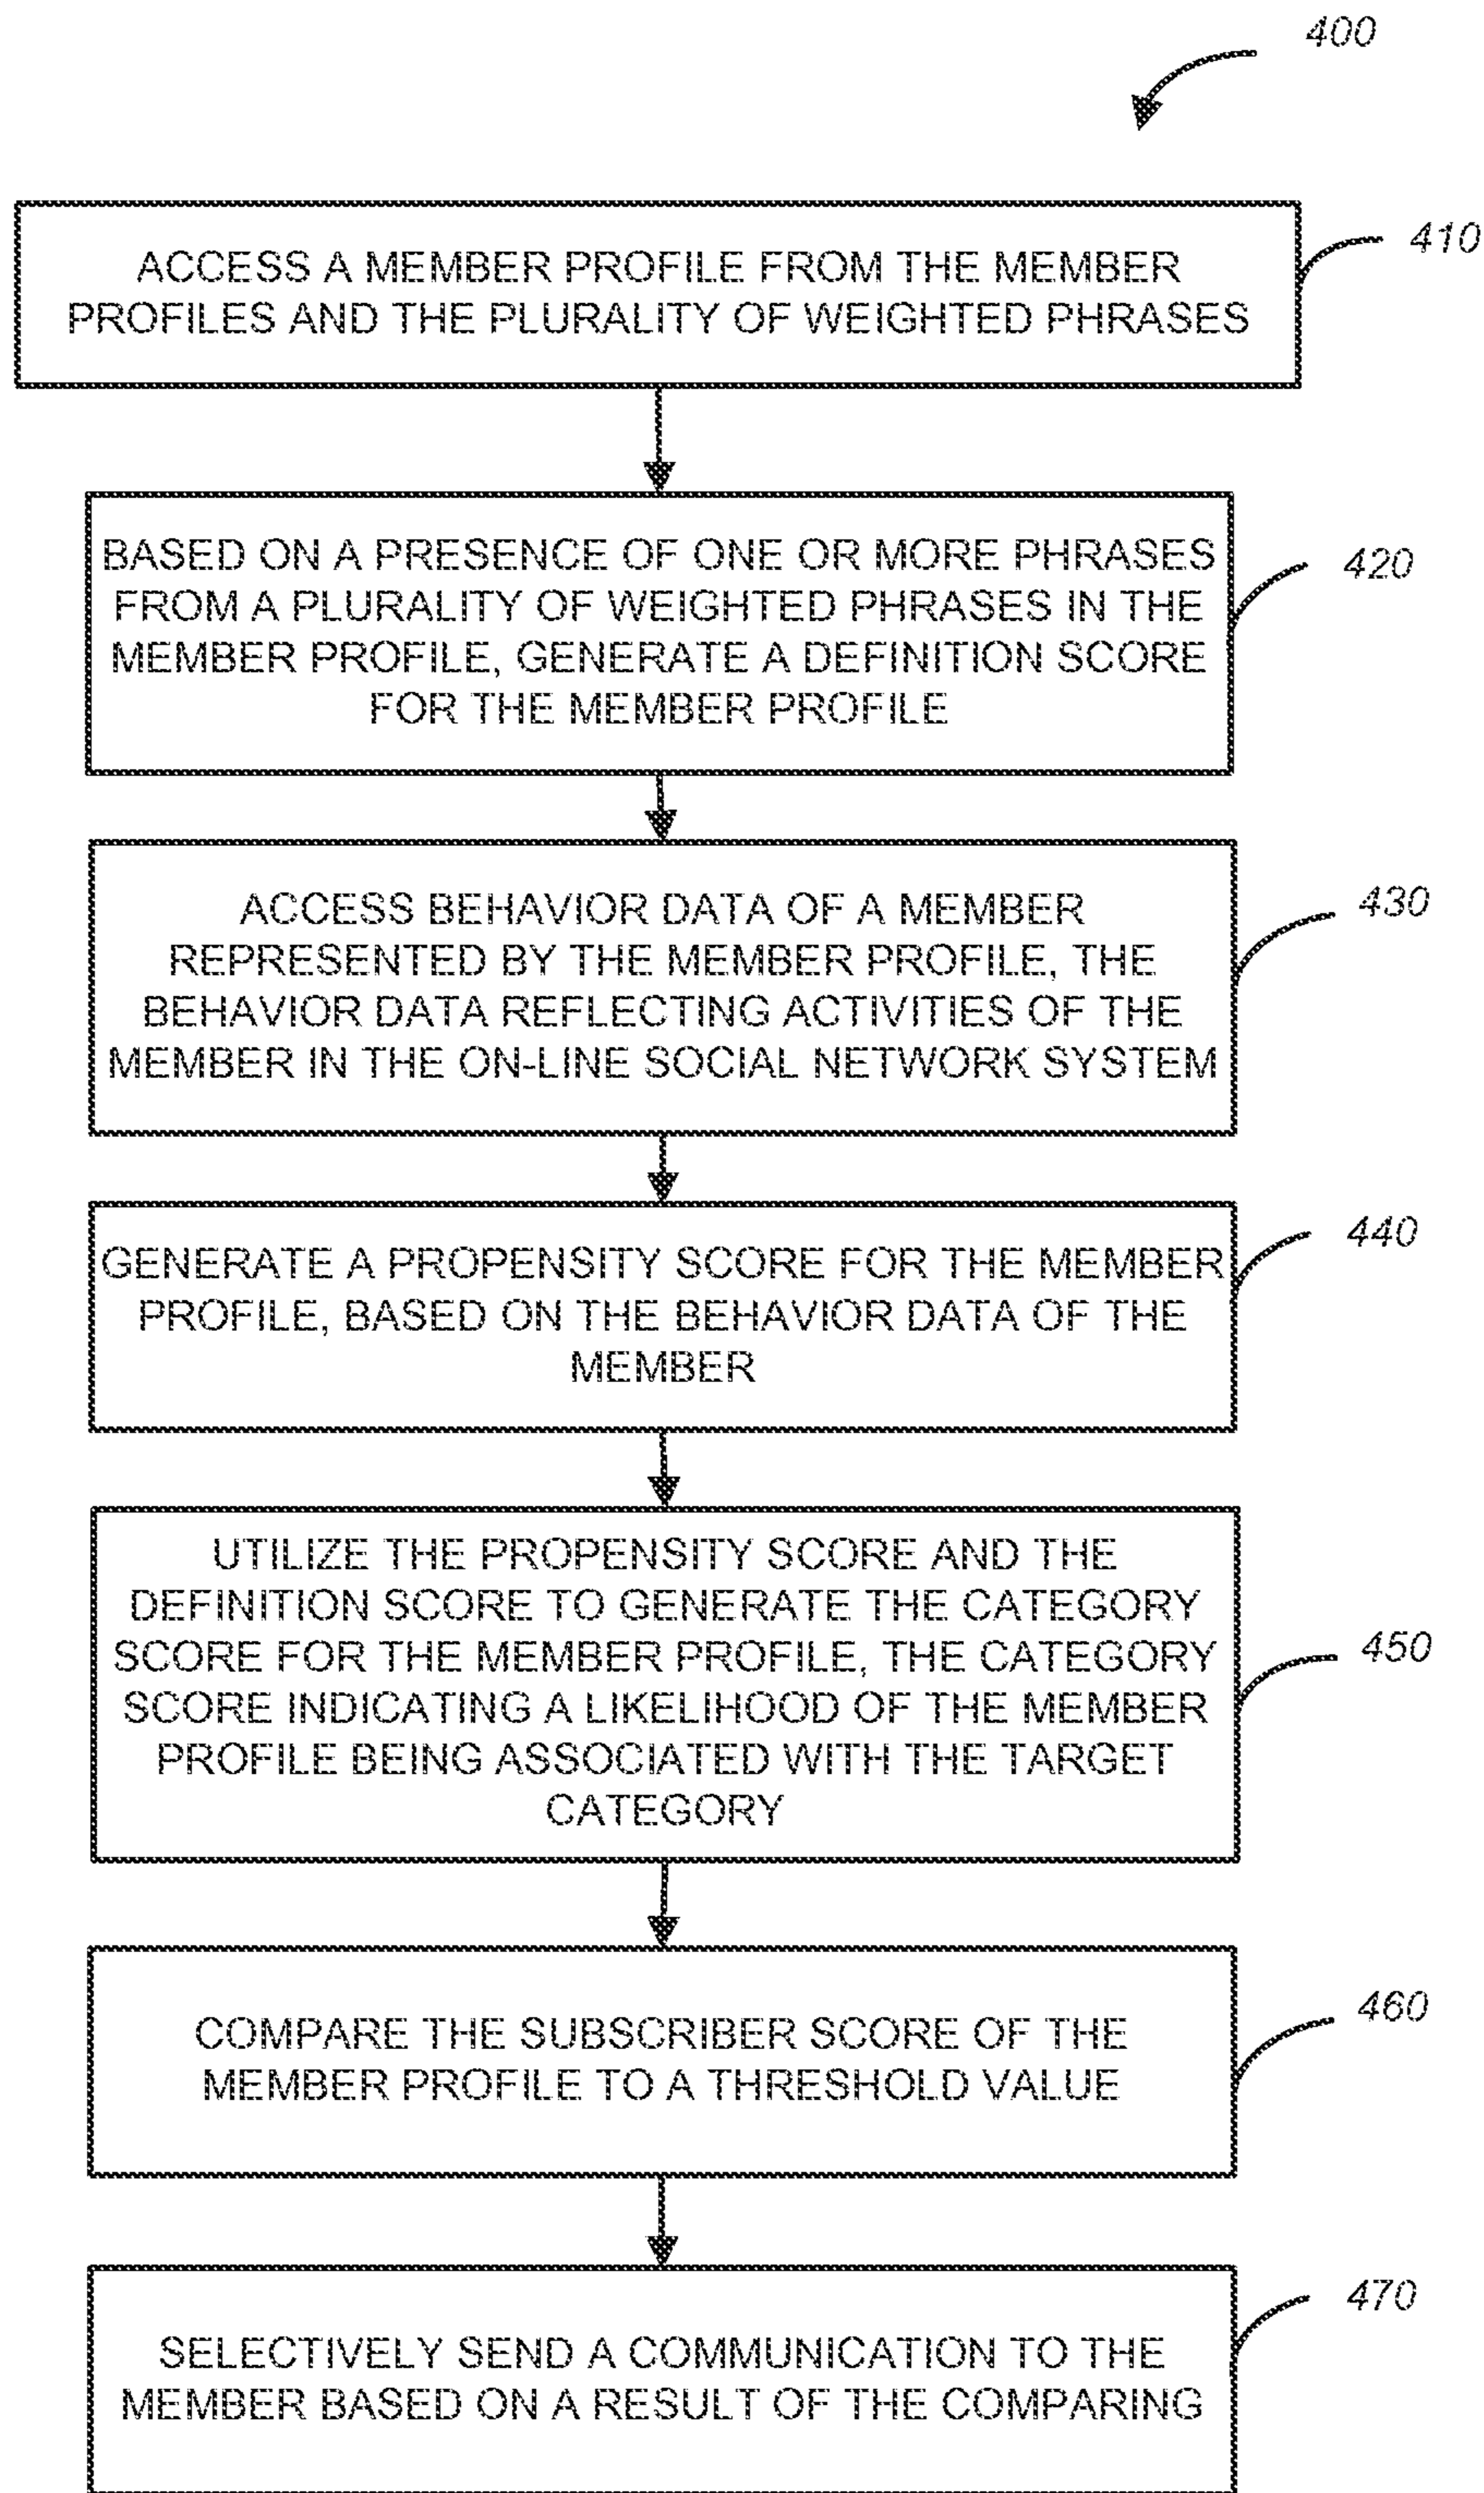 400
ACCESS A MEMBER PROFILE FROM THE MEMBER
PROFILES AND THE PLURALITY OF WEIGHTED PHRASES
410
BASED ON A PRESENCE OF ONE OR MORE PHRASES
FROM A PLURALITY OF WEIGHTED PHRASES IN THE
MEMBER PROFILE, GENERATE A DEFINITION SCORE
FOR THE MEMBER PROFILE
420
ACCESS BEHAVIOR DATA OF A MEMBER
REPRESENTED BY THE MEMBER PROFILE, THE
BEHAVIOR DATA REFLECTING ACTIVITIES OF THE
MEMBER IN THE ON-LINE SOCIAL NETWORK SYSTEM
430
GENERATE A PROPENSITY SCORE FOR THE MEMBER
PROFILE, BASED ON THE BEHAVIOR DATA OF THE
MEMBER
440
UTILIZE THE PROPENSITY SCORE AND THE
DEFINITION SCORE TO GENERATE THE CATEGORY
SCORE FOR THE MEMBER PROFILE, THE CATEGORY
SCORE INDICATING A LIKELIHOOD OF THE MEMBER
PROFILE BEING ASSOCIATED WITH THE TARGET
CATEGORY
450
COMPARE THE SUBSCRIBER SCORE OF THE
MEMBER PROFILE TO A THRESHOLD VALUE
460
SELECTIVELY SEND A COMMUNICATION TO THE
MEMBER BASED ON A RESULT OF THE COMPARING
470